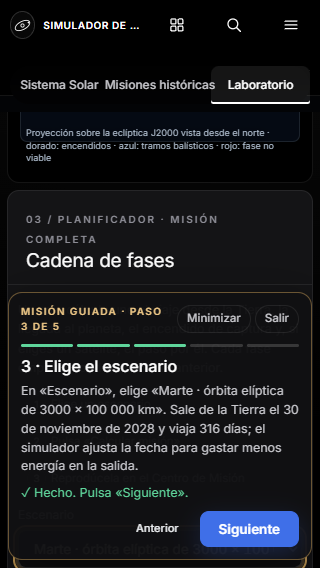 SIMULADOR DE ...
Sistema Solar Misiones históricas Laboratorio
Proyección sobre la eclíptica J2000 vista desde el norte ·
dorado: encendidos · azul: tramos balísticos · rojo: fase no
viable
03 / PLANIFICADOR · MISIÓN
COMPLETA
Cadena de fases
MISIÓN GUIADA · PASO
3 DE 5
Minimizar
Salir
3 · Elige el escenario
En «Escenario», elige «Marte · órbita elíptica
de 3000 × 100 000 km». Sale de la Tierra el 30
de noviembre de 2028 y viaja 316 días; el
simulador ajusta la fecha para gastar menos
energía en la salida.
✓ Hecho. Pulsa «Siguiente».
Anterior
Siguiente